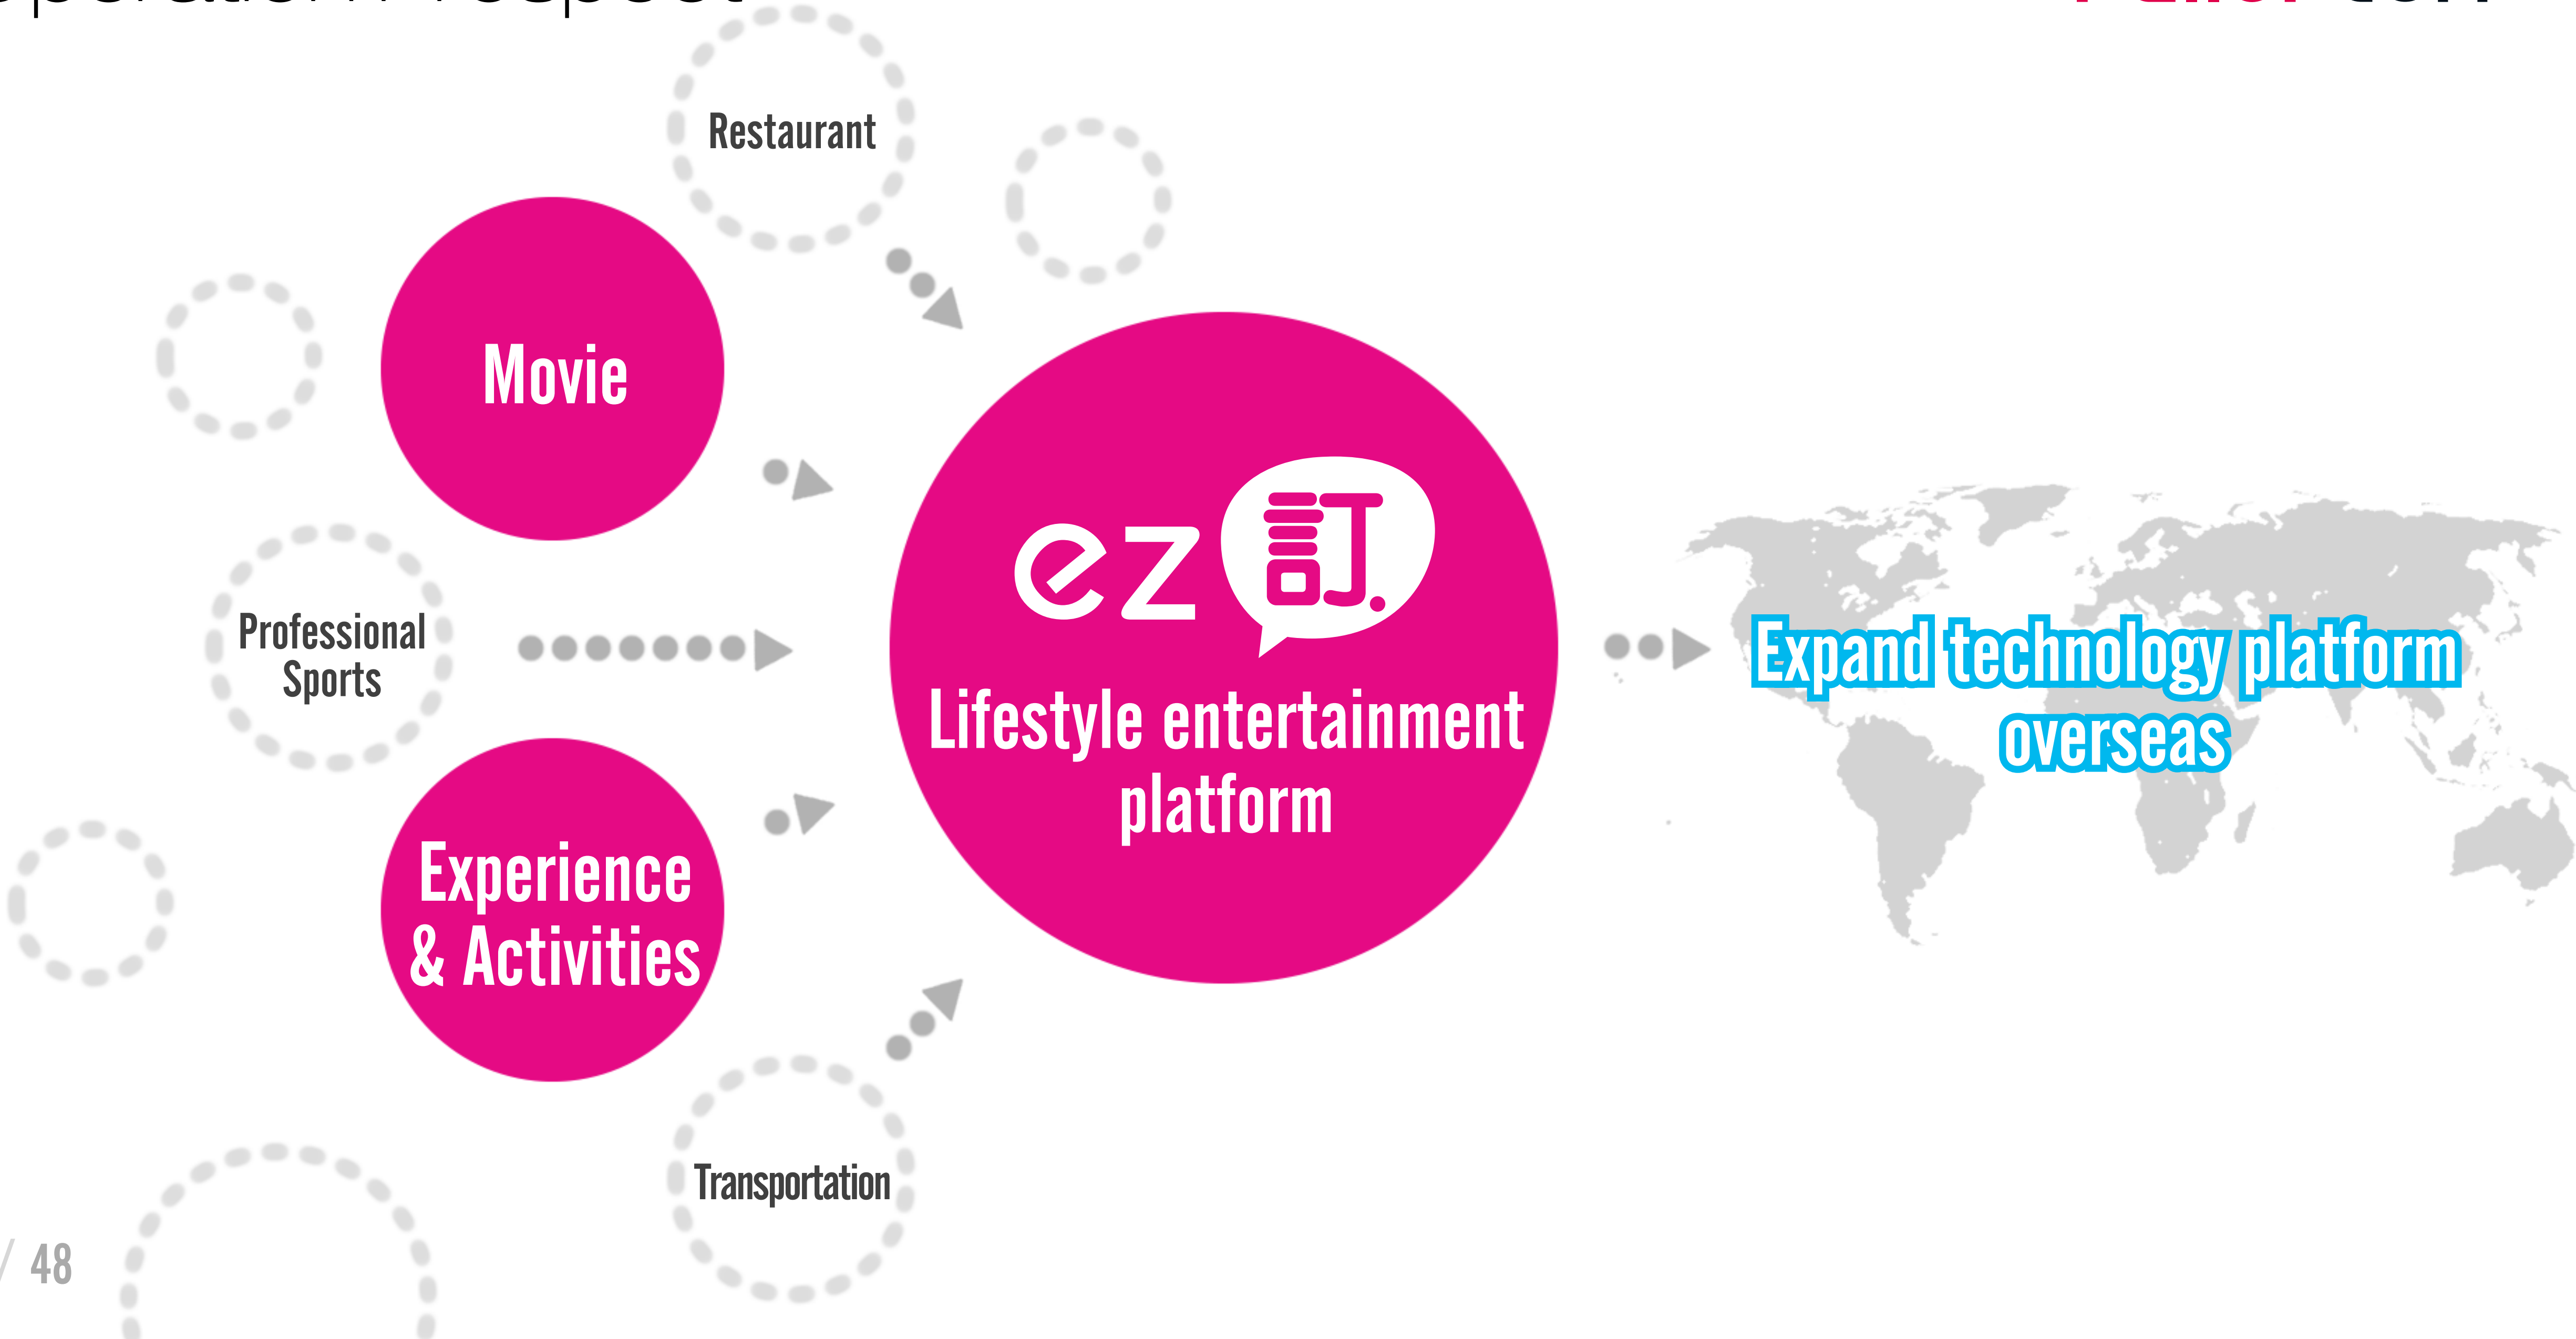 Restaurant
Movie
Professional
Sports
Experience
& Activities
Transportation
ez訂.
Lifestyle entertainment
platform
Expand technology platform
overseas
/ 48